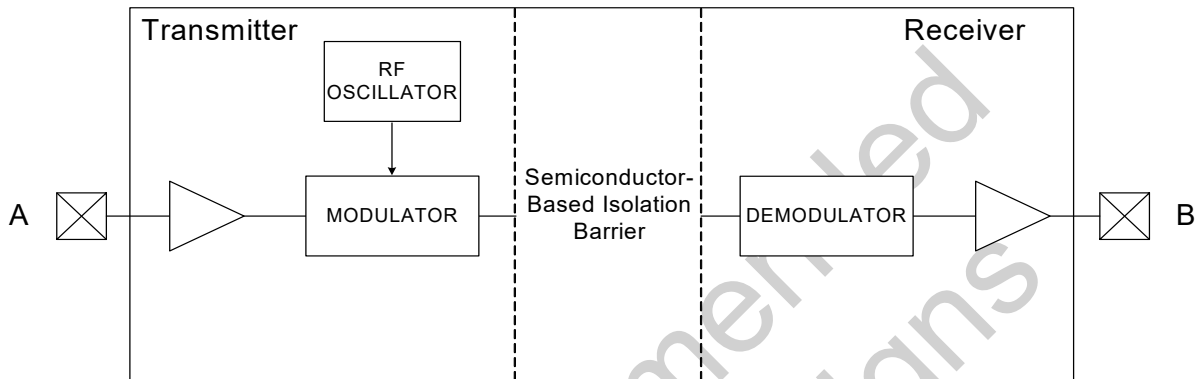 Transmitter
Receiver
RF
OSCILLATOR
Semiconductor-
Based Isolation
Barrier
A
MODULATOR
DEMODULATOR
B